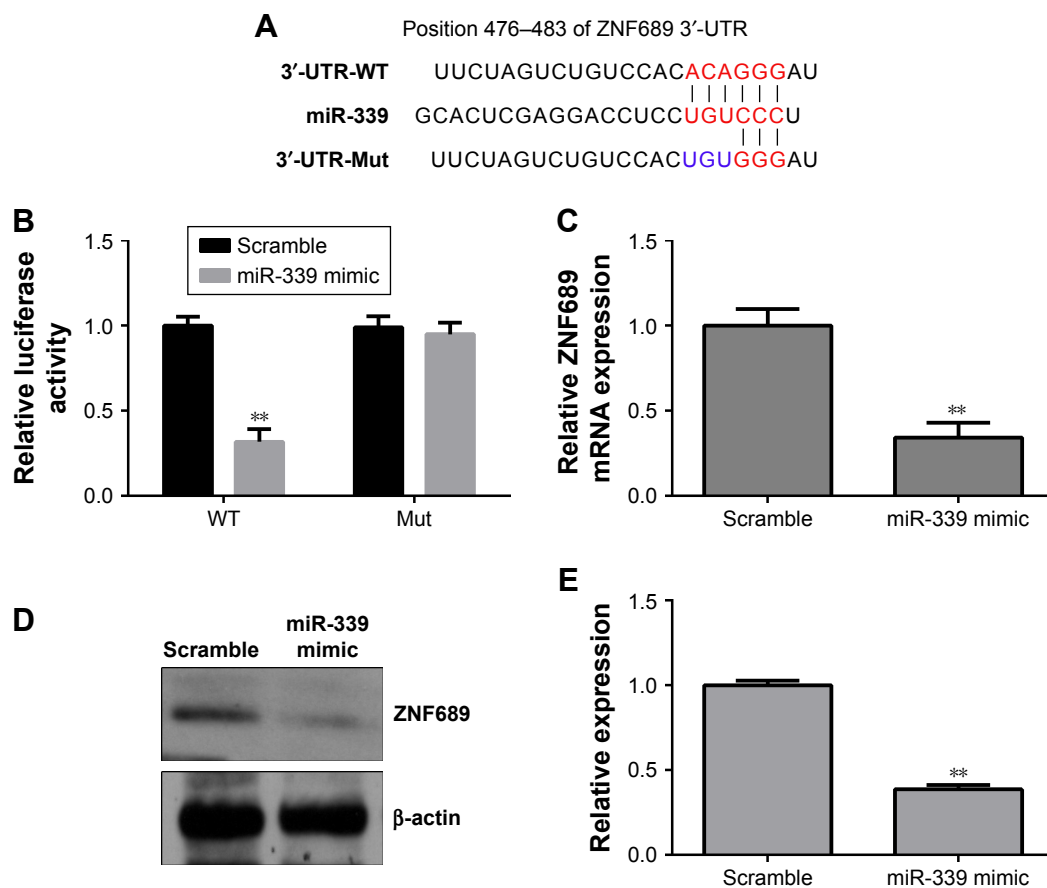 A
Position 476–483 of ZNF689 3′-UTR
3′-UTR-WT UUCUAGUCUGUCCACACAGGGAU
miR-339 GCACUCGAGGACCUCCUGUCCCU
3′-UTR-Mut UUCUAGUCUGUCCACUGUGGGAU
B
Relative luciferase
activity
1.5
1.0
0.5
0.0
Scramble
miR-339 mimic
**
WT Mut
C
Relative ZNF689
mRNA expression
1.5
1.0
0.5
0.0
**
Scramble miR-339 mimic
D
Scramble miR-339
mimic
ZNF689
β-actin
E
Relative expression
1.5
1.0
0.5
0.0
**
Scramble miR-339 mimic